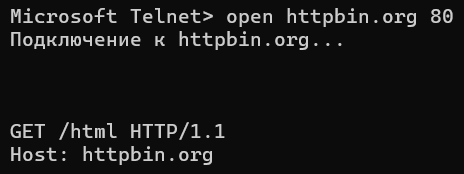 Microsoft Telnet> open httpbin.org 80
Подключение к httpbin.org...
GET /html HTTP/1.1
Host: httpbin.org